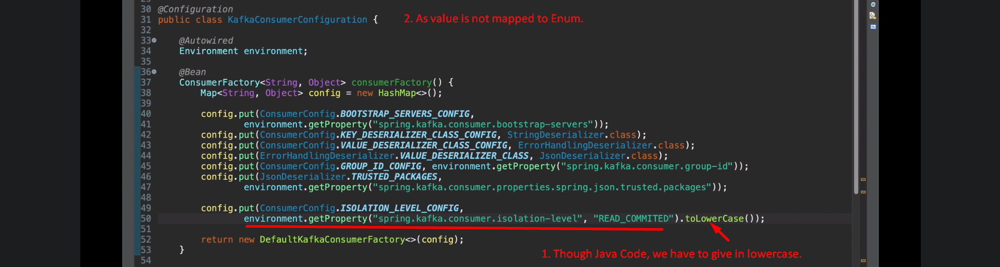 30 @Configuration
31 public class KafkaConsumerConfiguration { 2. As value is not mapped to Enum.
32
33 @Autowired
34 Environment environment;
35
36 @Bean
37 ConsumerFactory<String, Object> consumerFactory() {
38 Map<String, Object> config = new HashMap<>();
39
40 config.put(ConsumerConfig.BOOTSTRAP_SERVERS_CONFIG,
41 environment.getProperty("spring.kafka.consumer.bootstrap-servers"));
42 config.put(ConsumerConfig.KEY_DESERIALIZER_CLASS_CONFIG, StringDeserializer.class);
43 config.put(ConsumerConfig.VALUE_DESERIALIZER_CLASS_CONFIG, ErrorHandlingDeserializer.class);
44 config.put(ErrorHandlingDeserializer.VALUE_DESERIALIZER_CLASS, JsonDeserializer.class);
45 config.put(ConsumerConfig.GROUP_ID_CONFIG, environment.getProperty("spring.kafka.consumer.group-id"));
46 config.put(JsonDeserializer.TRUSTED_PACKAGES,
47 environment.getProperty("spring.kafka.consumer.properties.spring.json.trusted.packages"));
48
49 config.put(ConsumerConfig.ISOLATION_LEVEL_CONFIG,
50 environment.getProperty("spring.kafka.consumer.isolation-level", "READ_COMMITED").toLowerCase());
51
52 return new DefaultKafkaConsumerFactory<>(config);
53 }
1. Though Java Code, we have to give in lowercase.
54